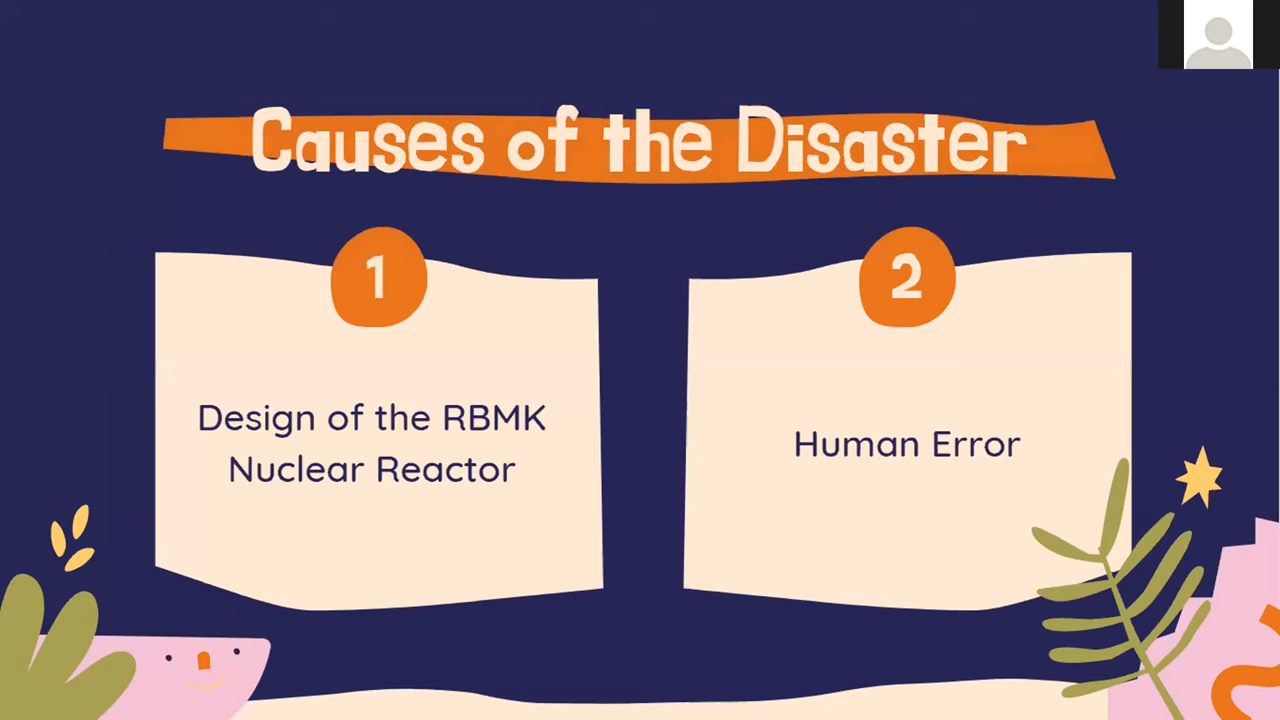 Causes of the Disaster
1
Design of the RBMK
Nuclear Reactor
2
Human Error